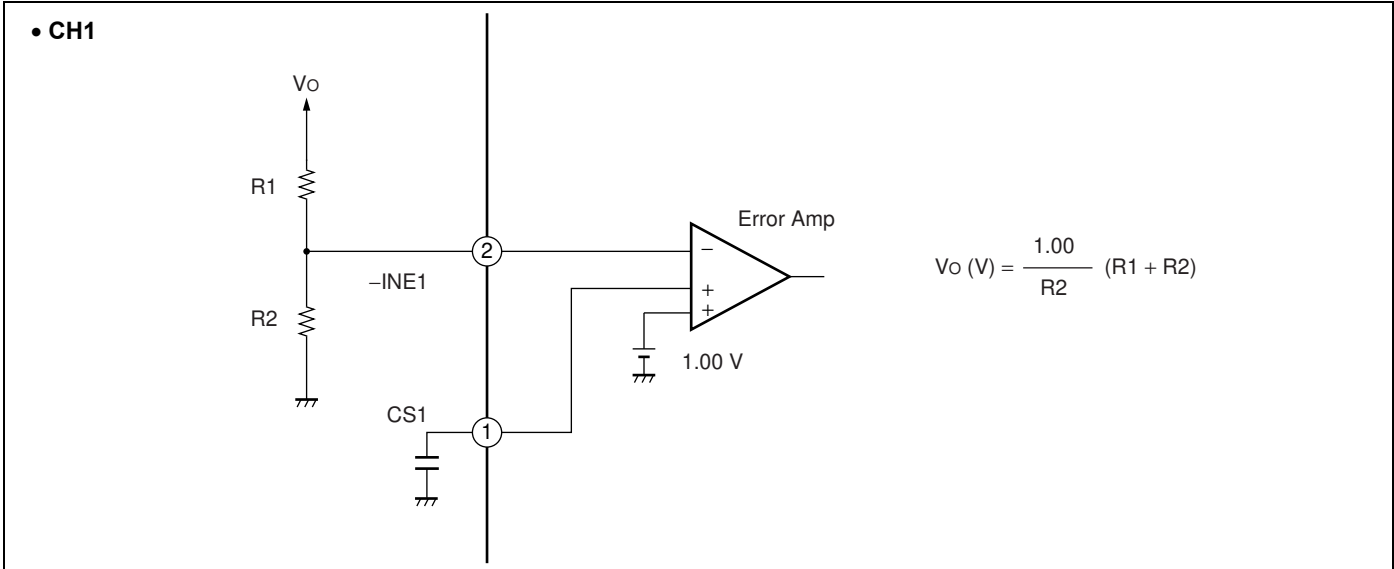 • CH1
VO
R1
R2
−INE1
2
CS1
1
Error Amp
−
+
+
1.00 V
VO (V) = 1.00 / R2 (R1 + R2)